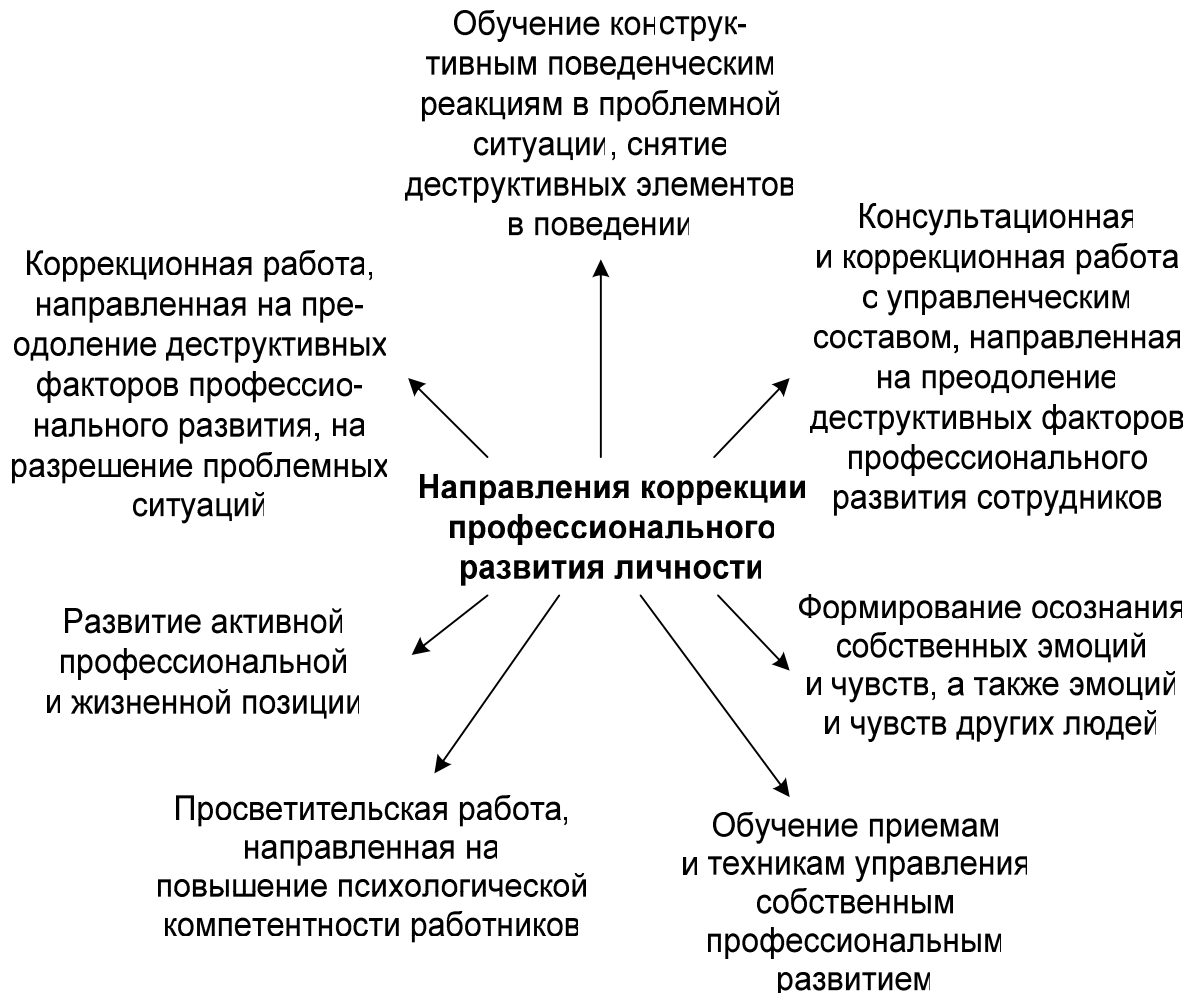 Обучение конструк-
тивным поведенческим
реакциям в проблемной
ситуации, снятие
деструктивных элементов
в поведении
Коррекционная работа,
направленная на пре-
одоление деструктивных
факторов профессио-
нального развития, на
разрешение проблемных
ситуаций
Консультационная
и коррекционная работа
с управленческим
составом, направленная
на преодоление
деструктивных факторов
профессионального
развития сотрудников
Направления коррекции
профессионального
развития личности
Развитие активной
профессиональной
и жизненной позиции
Формирование осознания
собственных эмоций
и чувств, а также эмоций
и чувств других людей
Просветительская работа,
направленная на
повышение психологической
компетентности работников
Обучение приемам
и техникам управления
собственным
профессиональным
развитием